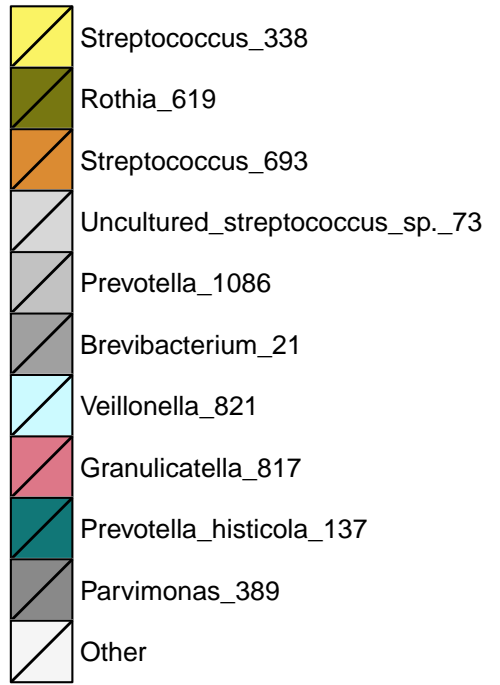 Streptococcus_338
Rothia_619
Streptococcus_693
Uncultured_streptococcus_sp._73
Prevotella_1086
Brevibacterium_21
Veillonella_821
Granulicatella_817
Prevotella_histicola_137
Parvimonas_389
Other